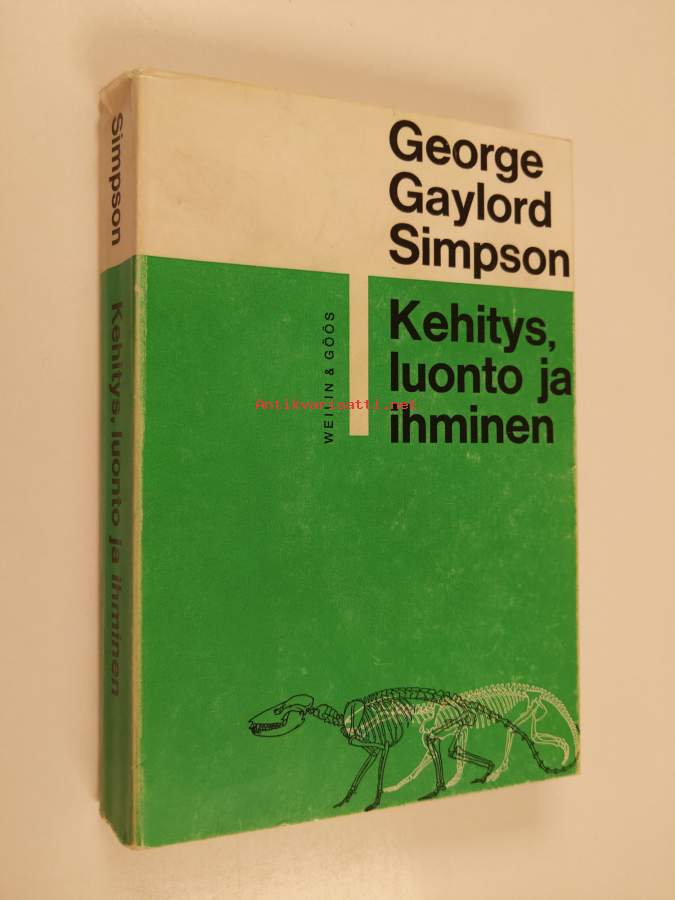 George
Gaylord
Simpson
Kehitys,
luonto ja
ihminen
WEILIN & GÖÖS
Simpson Kehitys, luonto ja ihminen
Antikvariaatti.net